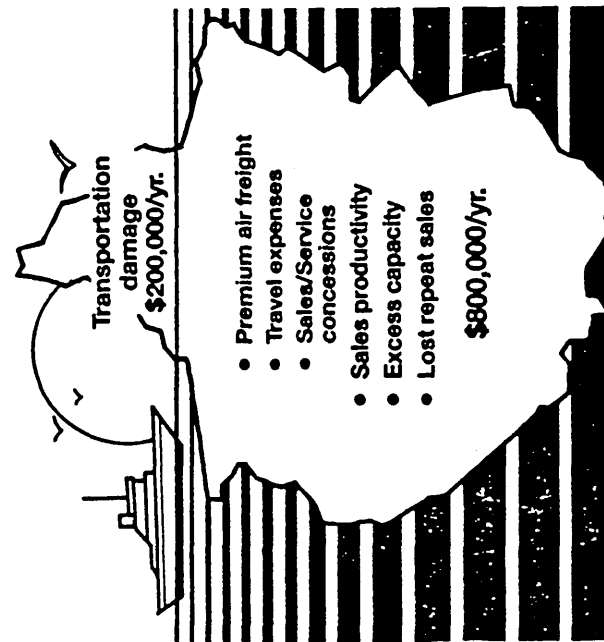 Transportation
damage
$200,000/yr.
• Premium air freight
• Travel expenses
• Sales/Service
concessions
• Sales productivity
• Excess capacity
• Lost repeat sales
$800,000/yr.